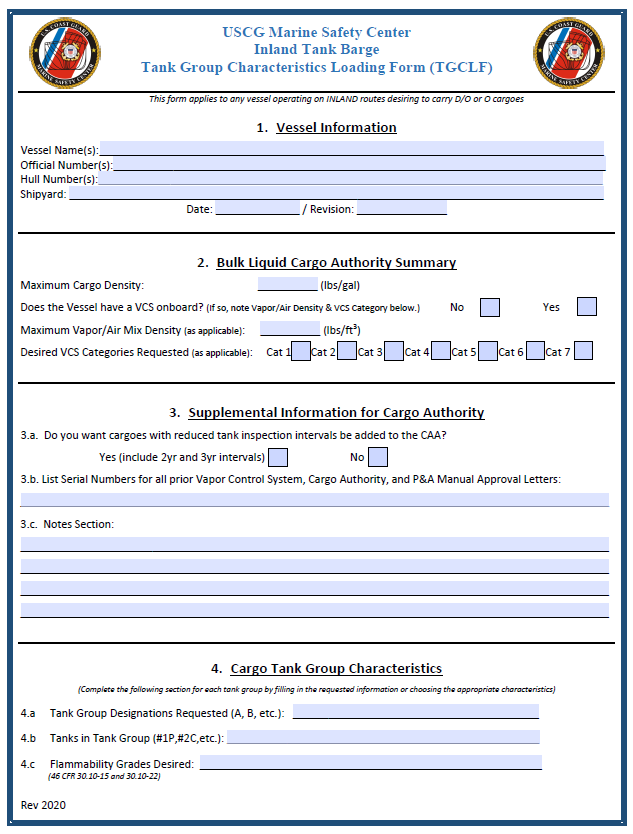 USCG Marine Safety Center
Inland Tank Barge
Tank Group Characteristics Loading Form (TGCLF)
U.S. COAST GUARD
MARINE SAFETY CENTER
U.S. COAST GUARD
MARINE SAFETY CENTER
This form applies to any vessel operating on INLAND routes desiring to carry D/O or O cargoes
1. Vessel Information
Vessel Name(s):
Official Number(s):
Hull Number(s):
Shipyard:
Date: / Revision:
2. Bulk Liquid Cargo Authority Summary
Maximum Cargo Density: (lbs/gal)
Does the Vessel have a VCS onboard? (If so, note Vapor/Air Density & VCS Category below.) No Yes
Maximum Vapor/Air Mix Density (as applicable): (lbs/ft³)
Desired VCS Categories Requested (as applicable): Cat 1 Cat 2 Cat 3 Cat 4 Cat 5 Cat 6 Cat 7
3. Supplemental Information for Cargo Authority
3.a. Do you want cargoes with reduced tank inspection intervals be added to the CAA?
Yes (include 2yr and 3yr intervals) No
3.b. List Serial Numbers for all prior Vapor Control System, Cargo Authority, and P&A Manual Approval Letters:
3.c. Notes Section:
4. Cargo Tank Group Characteristics
(Complete the following section for each tank group by filling in the requested information or choosing the appropriate characteristics)
4.a Tank Group Designations Requested (A, B, etc.):
4.b Tanks in Tank Group (#1P,#2C,etc.):
4.c Flammability Grades Desired:
(46 CFR 30.10-15 and 30.10-22)
Rev 2020